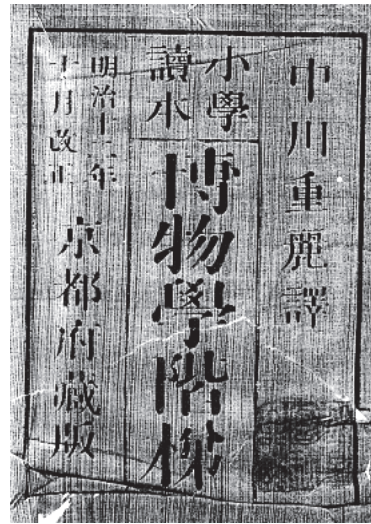 中川重麗譯
小學
讀本
博物學階梯
明治十二年
十月改正
京都府藏版